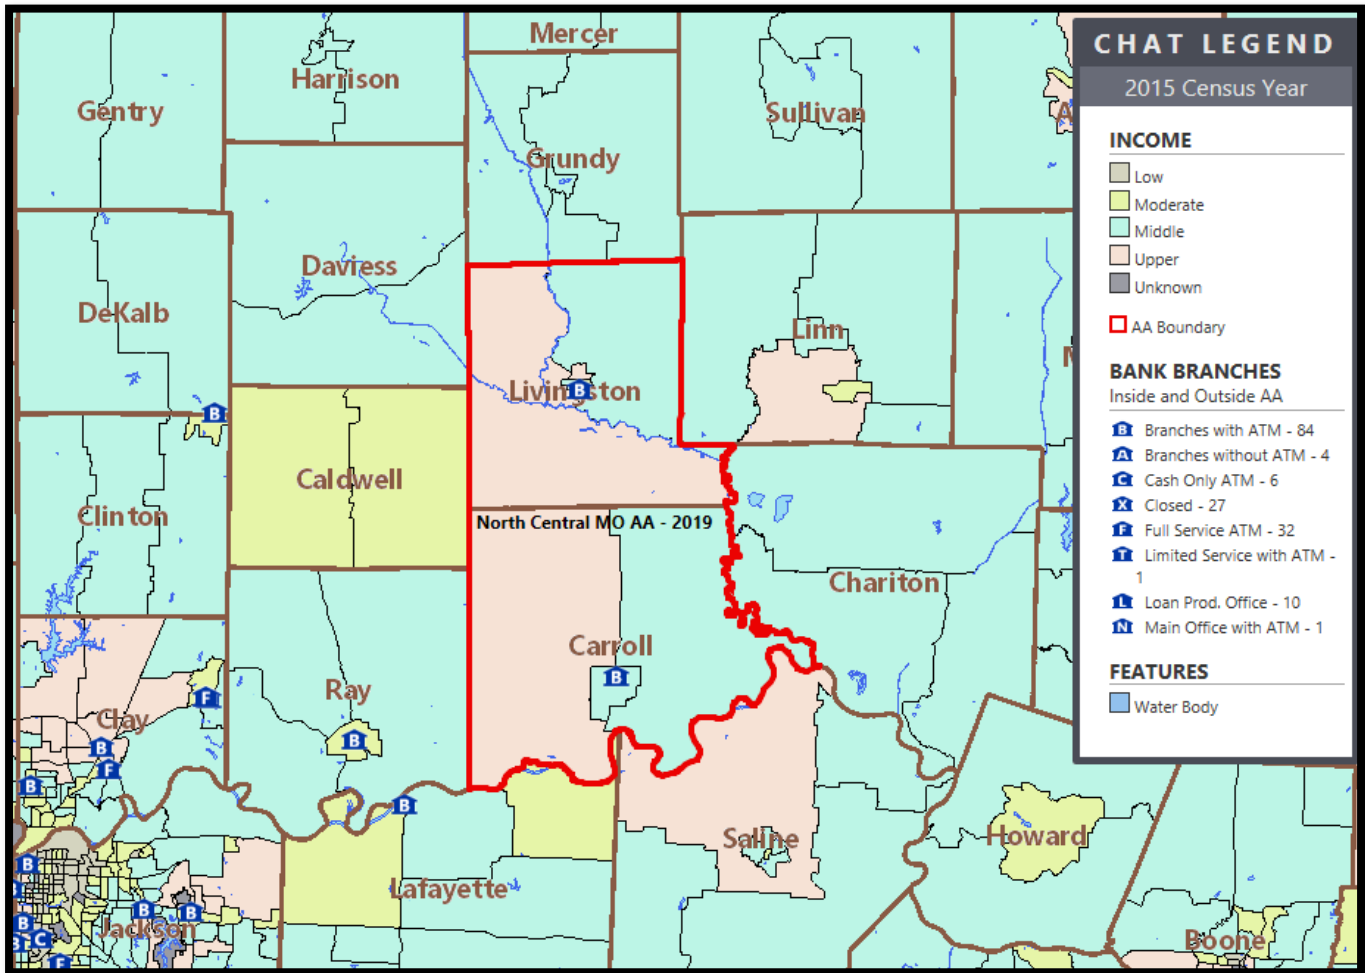 Mercer
Harrison
Gentry
Sullivan
A
Grundy
Daviess
DeKalb
Linn
M
Livingston
Caldwell
Clinton
North Central MO AA - 2019
Chariton
Carroll
Ray
Clay
Saline
Howard
Lafayette
Jackson
Boone
CHAT LEGEND
2015 Census Year
INCOME
Low
Moderate
Middle
Upper
Unknown
AA Boundary
BANK BRANCHES
Inside and Outside AA
B Branches with ATM - 84
A Branches without ATM - 4
C Cash Only ATM - 6
X Closed - 27
F Full Service ATM - 32
T Limited Service with ATM -
1
L Loan Prod. Office - 10
N Main Office with ATM - 1
FEATURES
Water Body
B
B
B
F
B
B
F
B
B
B
B
B
B
B
C
F